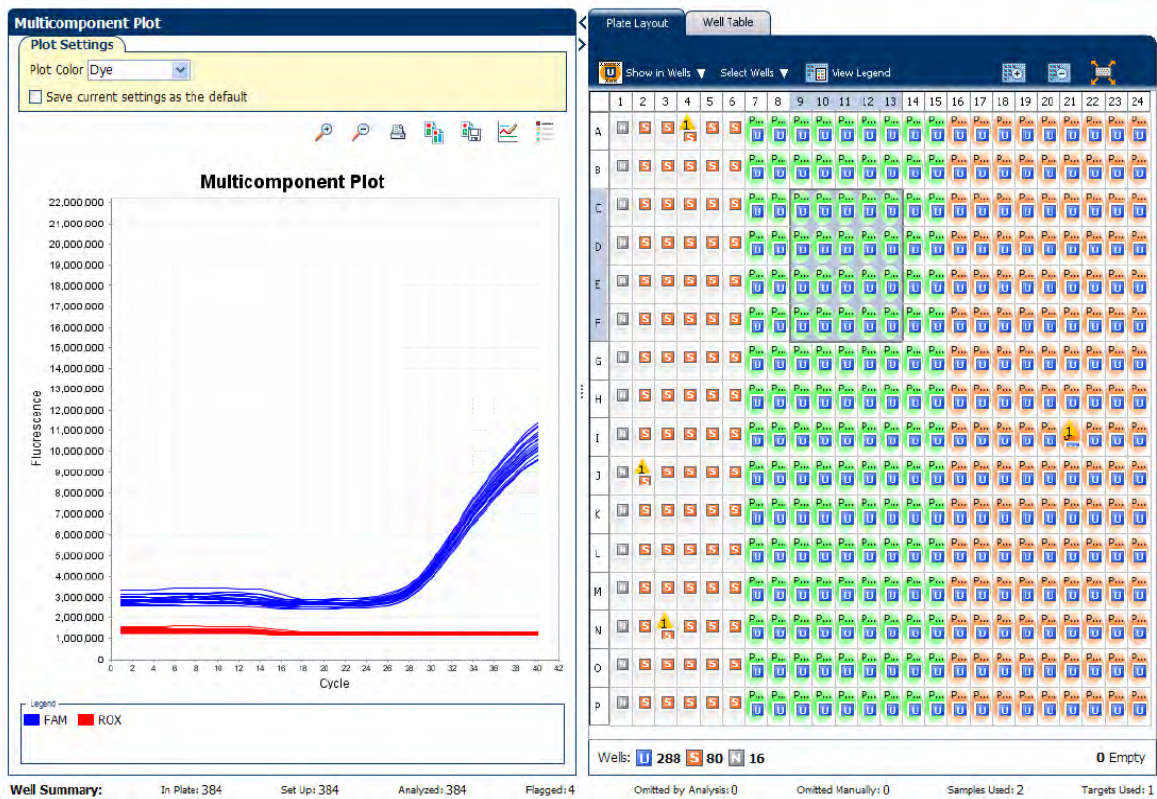 Multicomponent Plot
Plot Settings
Plot Color Dye
Save current settings as the default
Multicomponent Plot
22,000,000
21,000,000
20,000,000
19,000,000
18,000,000
17,000,000
16,000,000
15,000,000
14,000,000
13,000,000
12,000,000
11,000,000
10,000,000
9,000,000
8,000,000
7,000,000
6,000,000
5,000,000
4,000,000
3,000,000
2,000,000
1,000,000
0
Fluorescence
0 2 4 6 8 10 12 14 16 18 20 22 24 26 28 30 32 34 36 38 40 42
Cycle
Legend
FAM ROX
Plate Layout Well Table
U Show in Wells ▼ Select Wells ▼ View Legend
1 2 3 4 5 6 7 8 9 10 11 12 13 14 15 16 17 18 19 20 21 22 23 24
P... P... P... P... P... P... P... P... P... P... P... P... P... P... P... P... P... P...
A N S S 1 S S S U U U U U U U U U U U U U U U U U U
P... P... P... P... P... P... P... P... P... P... P... P... P... P... P... P... P... P...
B N S S S S S U U U U U U U U U U U U U U U U U U
P... P... P... P... P... P... P... P... P... P... P... P... P... P... P... P... P... P...
C N S S S S S U U U U U U U U U U U U U U U U U U
P... P... P... P... P... P... P... P... P... P... P... P... P... P... P... P... P... P...
D N S S S S S U U U U U U U U U U U U U U U U U U
P... P... P... P... P... P... P... P... P... P... P... P... P... P... P... P... P... P...
E N S S S S S U U U U U U U U U U U U U U U U U U
P... P... P... P... P... P... P... P... P... P... P... P... P... P... P... P... P... P...
F N S S S S S U U U U U U U U U U U U U U U U U U
P... P... P... P... P... P... P... P... P... P... P... P... P... P... P... P... P... P...
G N S S S S S U U U U U U U U U U U U U U U U U U
P... P... P... P... P... P... P... P... P... P... P... P... P... P... P... P... P... P...
H N S S S S S U U U U U U U U U U U U U U U U U U
P... P... P... P... P... P... P... P... P... P... P... P... P... P... P... P... P...
I N S S S S S U U U U U U U U U U U U U U 1 U U U
P... P... P... P... P... P... P... P... P... P... P... P... P... P... P... P... P... P...
J N 1 S S S S S U U U U U U U U U U U U U U U U U U
P... P... P... P... P... P... P... P... P... P... P... P... P... P... P... P... P... P...
K N S S S S S U U U U U U U U U U U U U U U U U U
P... P... P... P... P... P... P... P... P... P... P... P... P... P... P... P... P... P...
L N S S S S S U U U U U U U U U U U U U U U U U U
P... P... P... P... P... P... P... P... P... P... P... P... P... P... P... P... P... P...
M N S S S S S U U U U U U U U U U U U U U U U U U
P... P... P... P... P... P... P... P... P... P... P... P... P... P... P... P... P... P...
N N S 1 S S S S U U U U U U U U U U U U U U U U U U
P... P... P... P... P... P... P... P... P... P... P... P... P... P... P... P... P... P...
O N S S S S S U U U U U U U U U U U U U U U U U U
P... P... P... P... P... P... P... P... P... P... P... P... P... P... P... P... P... P...
P N S S S S S U U U U U U U U U U U U U U U U U U
Wells: U 288 S 80 N 16 0 Empty
Well Summary: In Plate: 384 Set Up: 384 Analyzed: 384 Flagged: 4 Omitted by Analysis: 0 Omitted Manually: 0 Samples Used: 2 Targets Used: 1